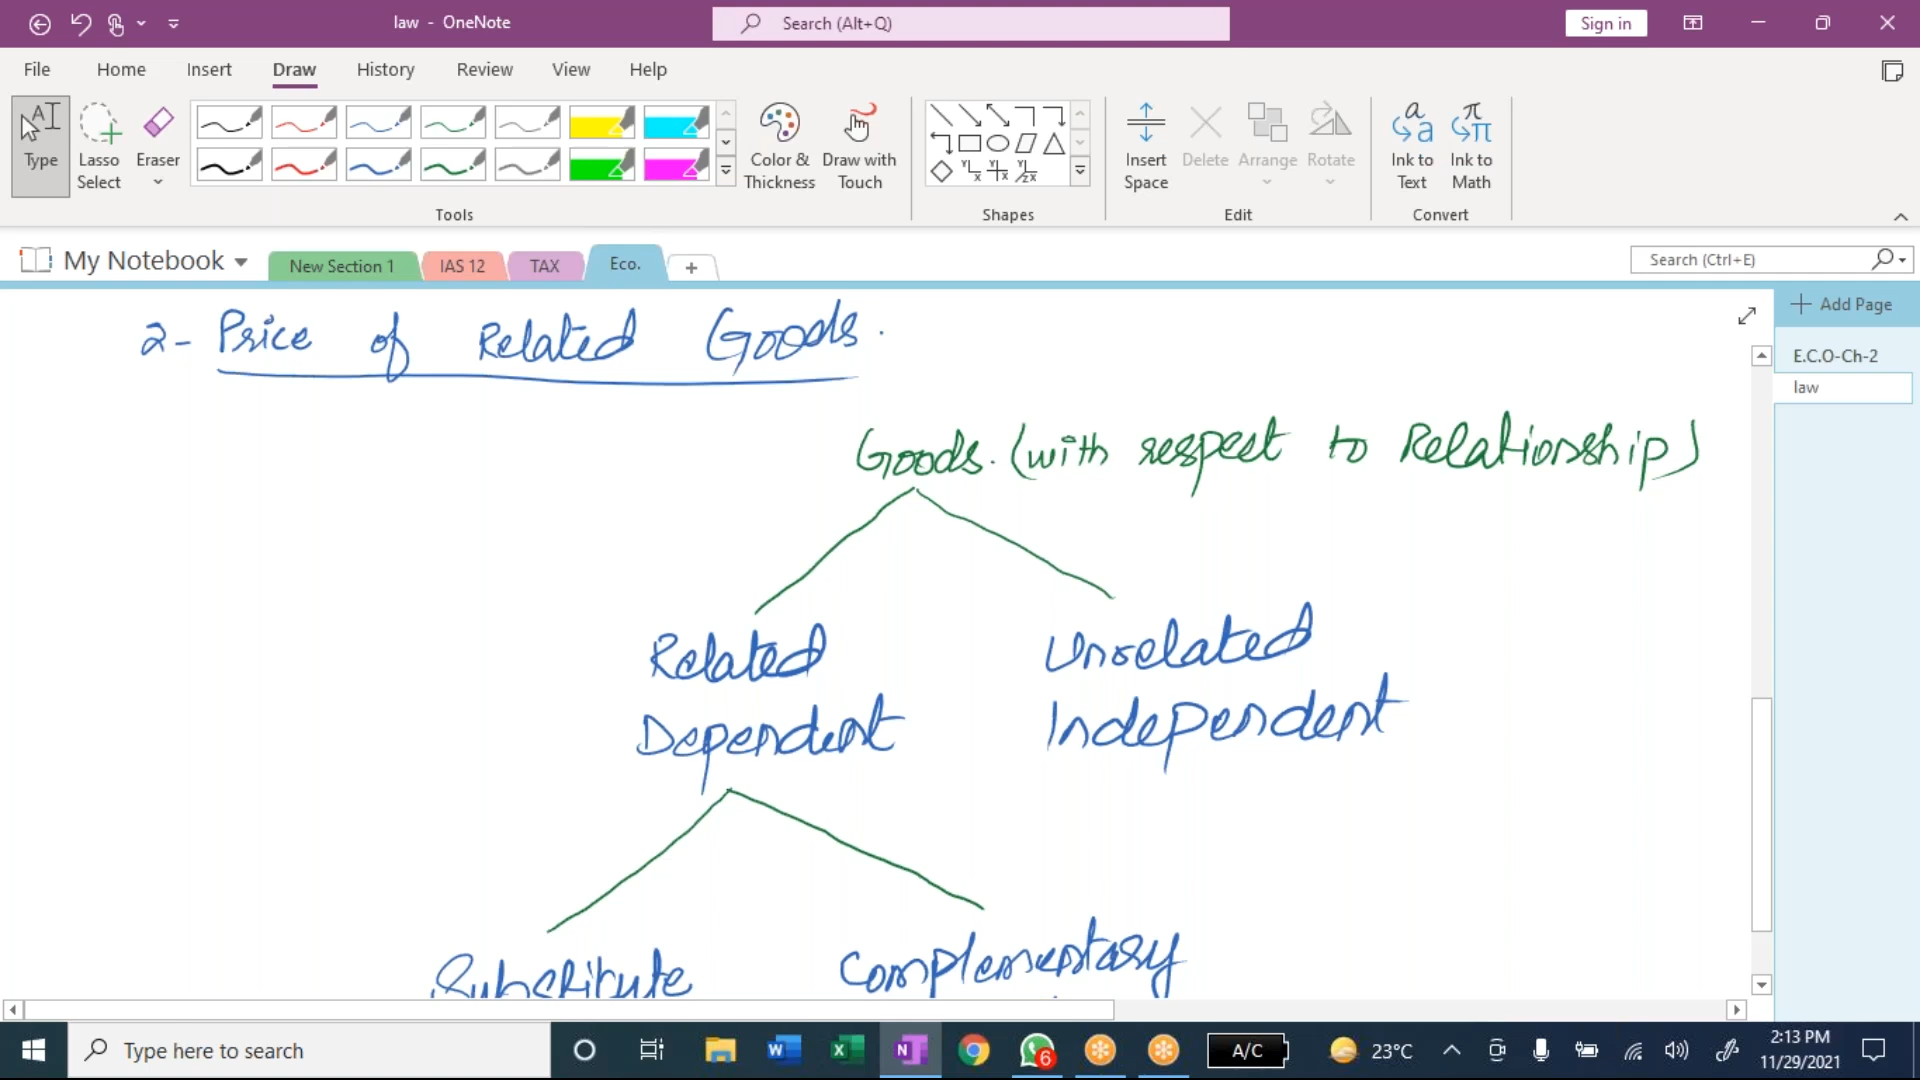 law - OneNote
Search (Alt+Q)
Sign in
File Home Insert Draw History Review View Help
Type
Lasso Select
Eraser
Color & Thickness
Draw with Touch
Insert Space
Delete
Arrange
Rotate
Ink to Text
Ink to Math
Tools
Shapes
Edit
Convert
My Notebook
New Section 1
IAS 12
TAX
Eco.
Search (Ctrl+E)
Add Page
E.C.O-Ch-2
law
2- Price of Related Goods.
Goods. (with respect to Relationship)
Related Unrelated
Dependent Independent
Substitute Complementary
Type here to search
6
A/C
23°C
2:13 PM
11/29/2021